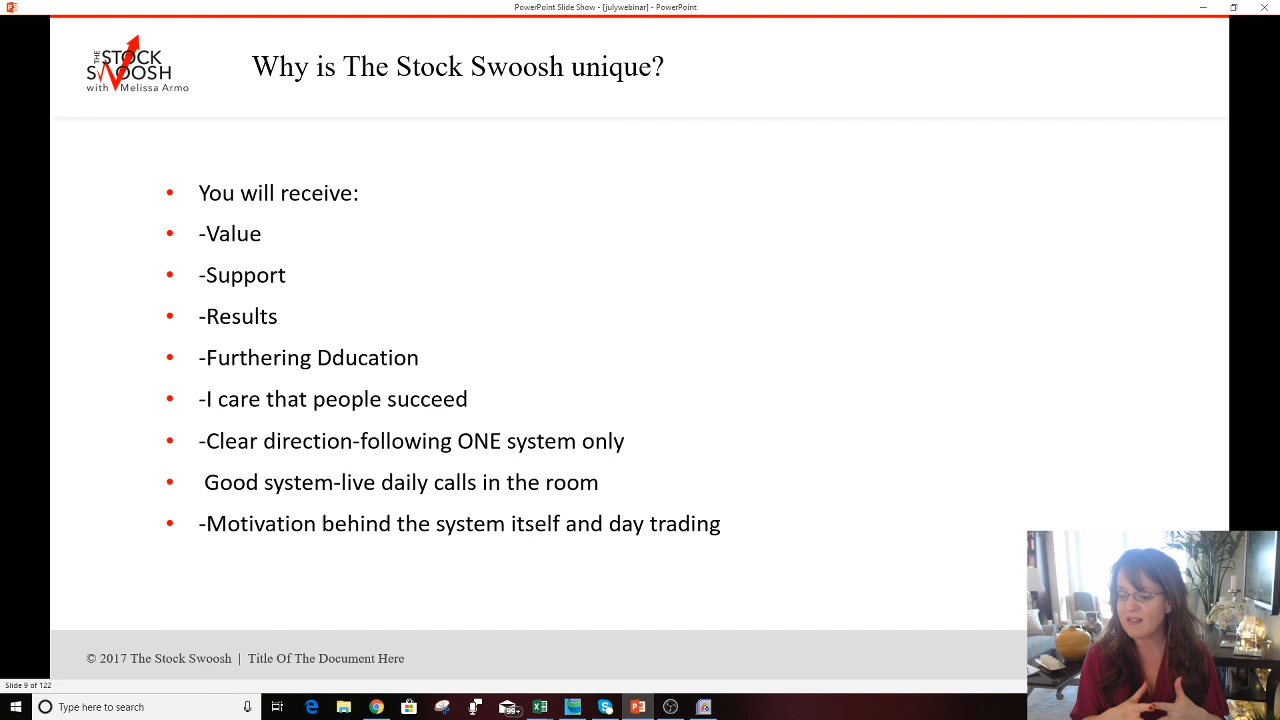 PowerPoint Slide Show - [julywebinar] - PowerPoint
THE
STOCK
SWOOSH
with Melissa Armo
Why is The Stock Swoosh unique?
• You will receive:
• -Value
• -Support
• -Results
• -Furthering Dducation
• -I care that people succeed
• -Clear direction-following ONE system only
• Good system-live daily calls in the room
• -Motivation behind the system itself and day trading
© 2017 The Stock Swoosh | Title Of The Document Here
Slide 9 of 122
Type here to search
99+